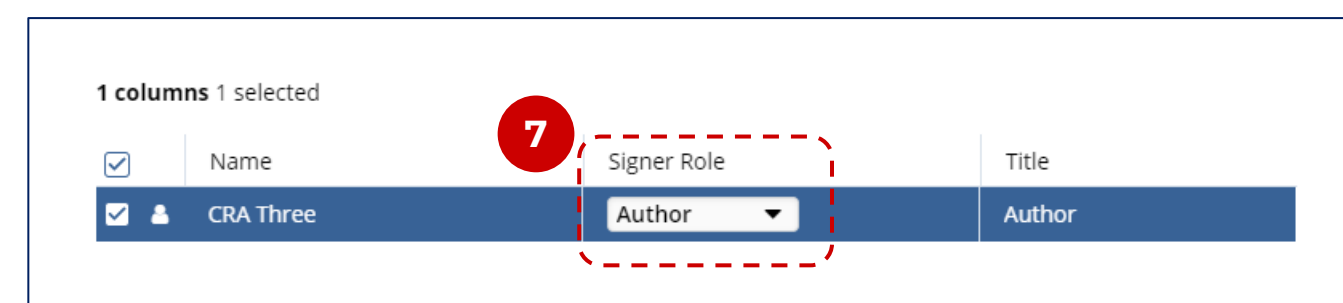 1 columns 1 selected
7
Name Signer Role Title
CRA Three Author Author